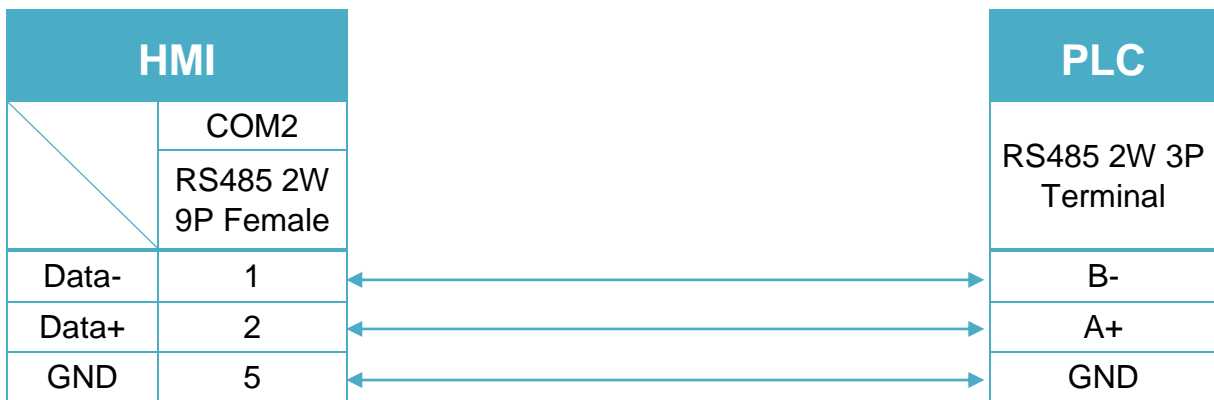 HMI
PLC
COM2
RS485 2W
9P Female
RS485 2W 3P
Terminal
Data- 1 B-
Data+ 2 A+
GND 5 GND